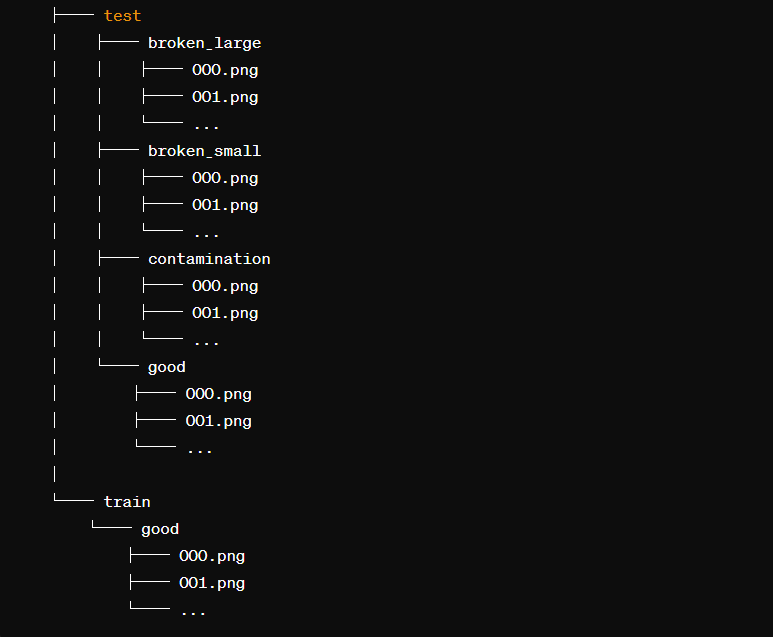 ├──── test
│    ├──── broken_large
│    │    ├──── 000.png
│    │    ├──── 001.png
│    │    └──── ...
│    ├──── broken_small
│    │    ├──── 000.png
│    │    ├──── 001.png
│    │    └──── ...
│    ├──── contamination
│    │    ├──── 000.png
│    │    ├──── 001.png
│    │    └──── ...
│    └──── good
│        ├──── 000.png
│        ├──── 001.png
│        └──── ...
│
└──── train
    └──── good
        ├──── 000.png
        ├──── 001.png
        └──── ...